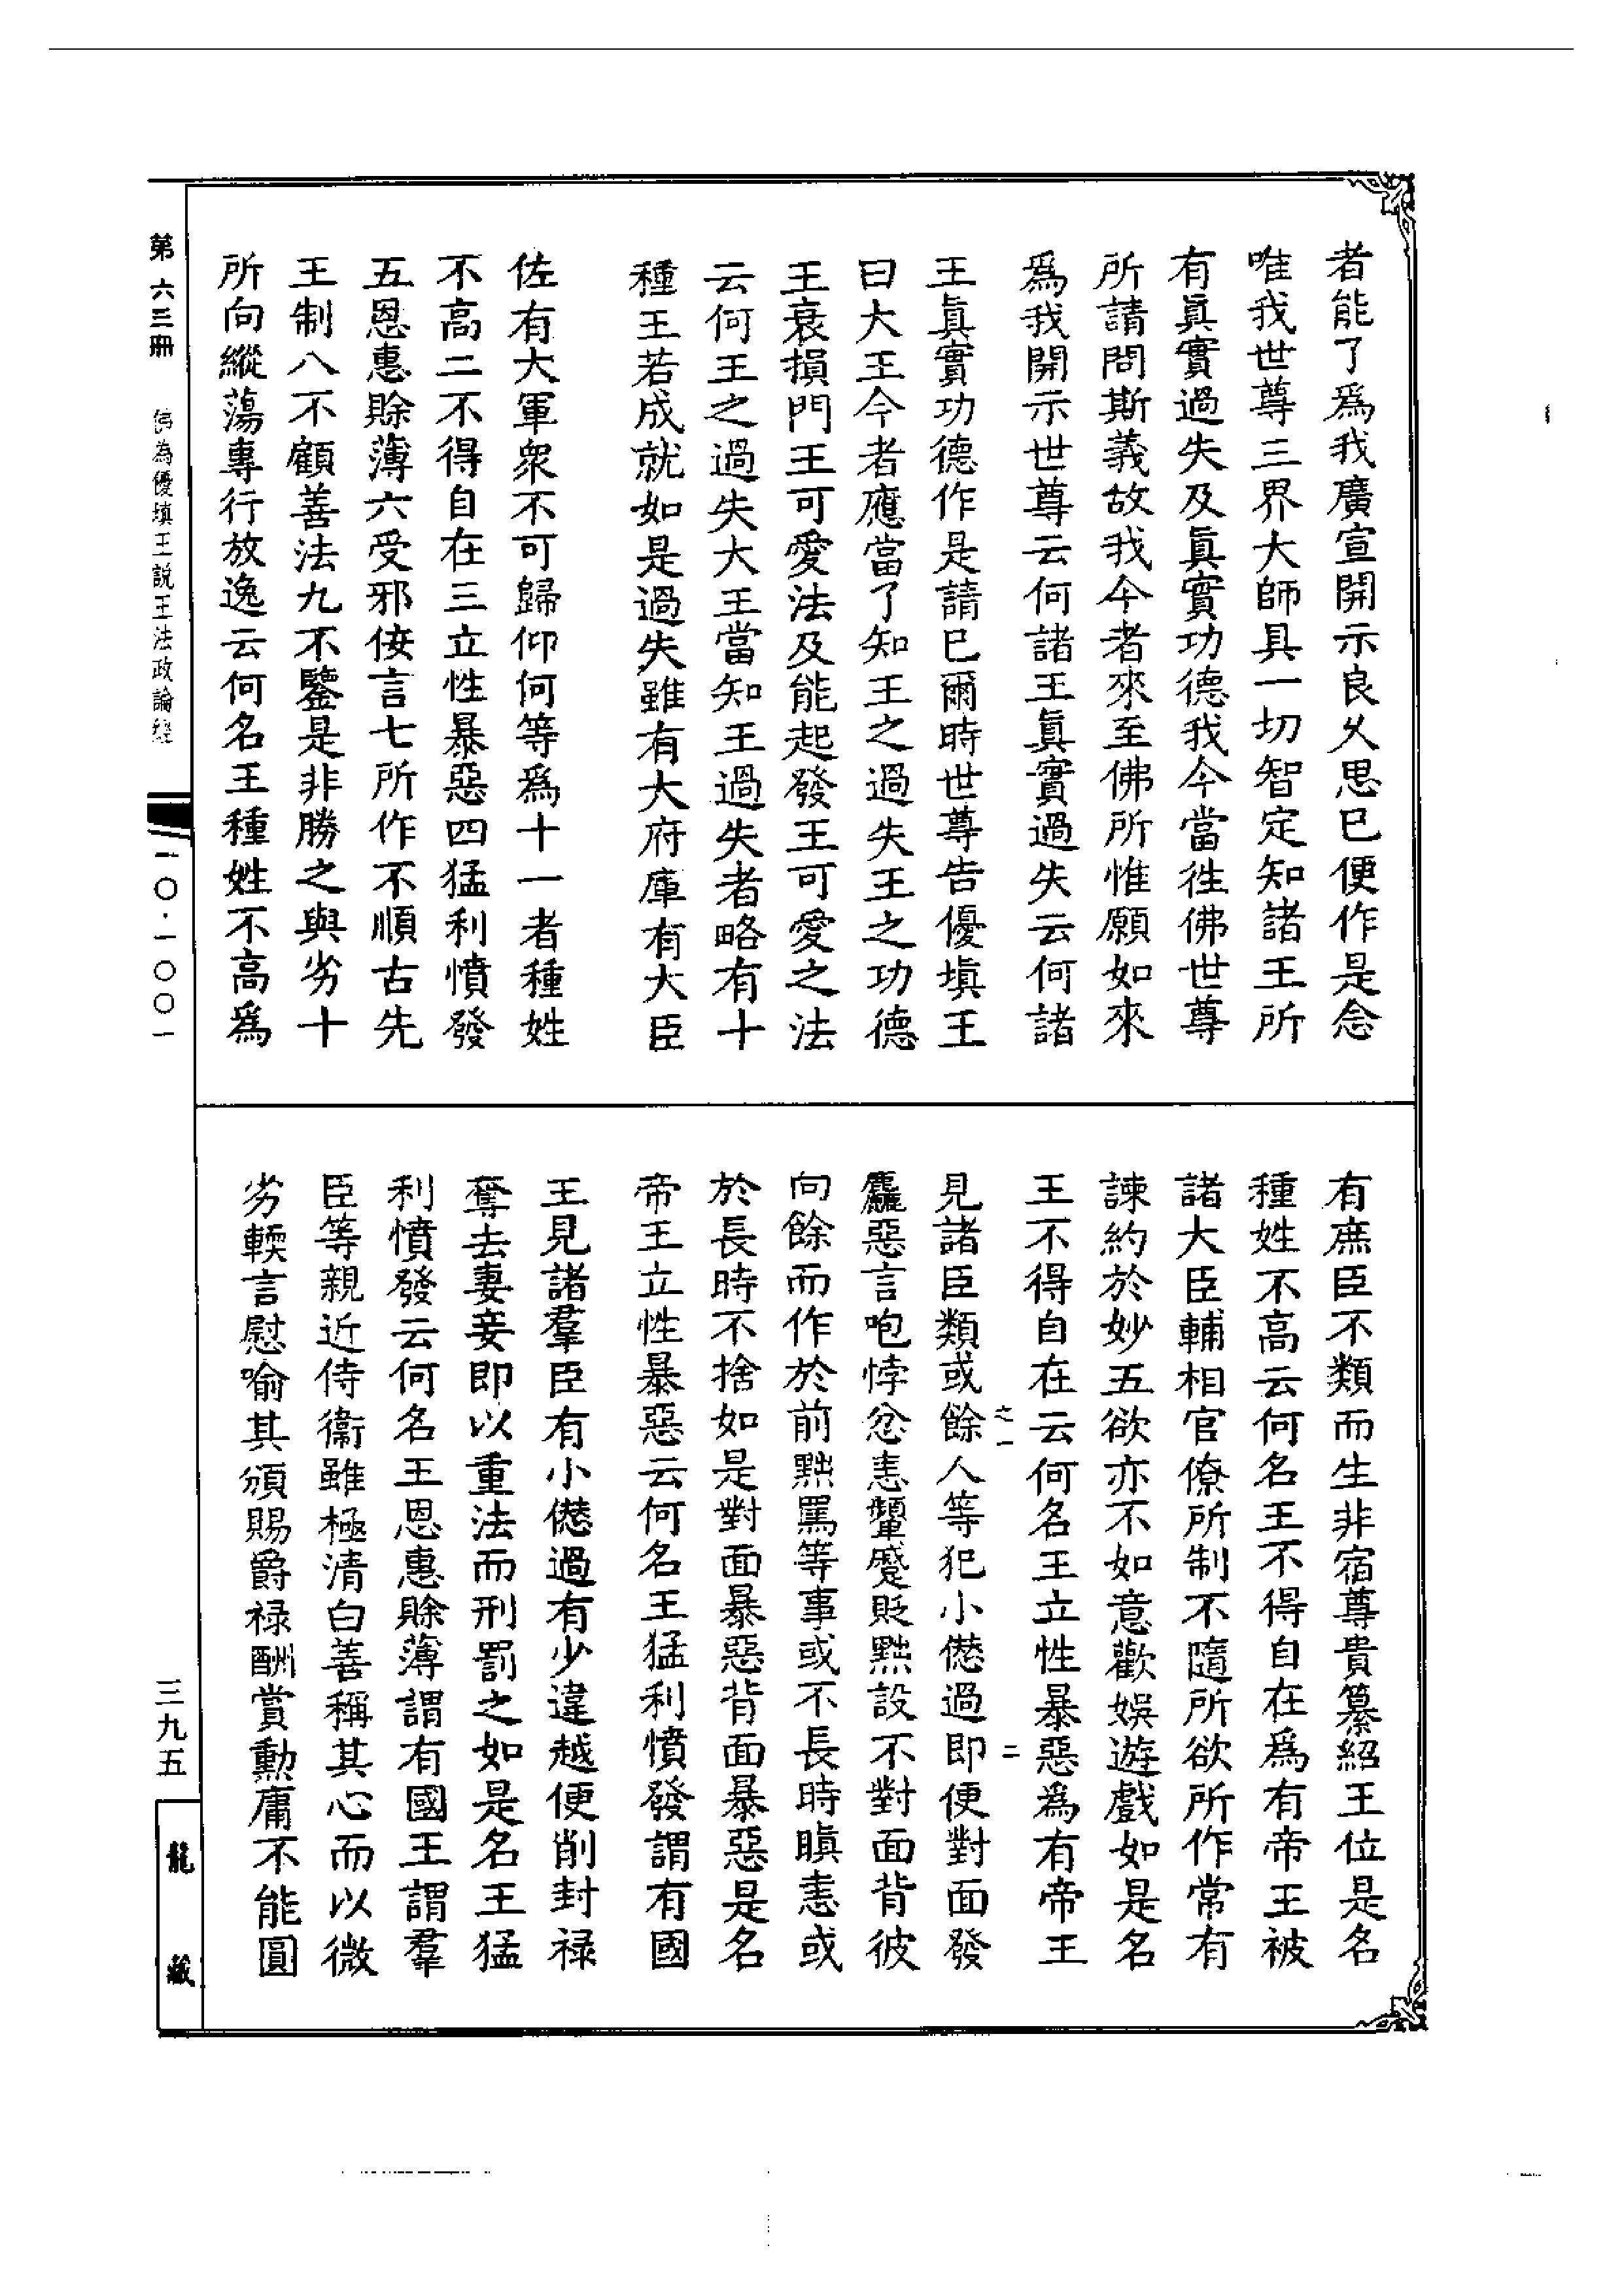 者能了爲我廣宣開示良久思已便作是念
唯我世尊三界大師具一切智定知諸王所
有眞實過失及眞實功德我今當徃佛世尊
所請問斯義故我今者來至佛所惟願如來
爲我開示世尊云何諸王眞實過失云何諸
王眞實功德作是請已爾時世尊告優塡王
曰大王今者應當了知王之過失王之功德
王衰損門王可愛法及能起發王可愛之法
云何王之過失大王當知王過失者略有十
種王若成就如是過失雖有大府庫有大臣
佐有大軍衆不可歸仰何等爲十一者種姓
不高二不得自在三立性暴惡四猛利憤發
五恩惠賒薄六受邪佞言七所作不順古先
王制八不顧善法九不鑒是非勝之與劣十
所向縱蕩專行放逸云何名王種姓不高爲
有庶臣不類而生非宿尊貴纂紹王位是名
種姓不高云何名王不得自在爲有帝王被
諸大臣輔相官僚所制不隨所欲所作常有
諫約於妙五欲亦不如意歡娛遊戲如是名
王不得自在云何名王立性暴惡爲有帝王
之一 二
見諸臣類或餘人等犯小僽過即便對面發
麤惡言咆悖忿恚顰蹙貶黜設不對面背彼
向餘而作於前黜罵等事或不長時瞋恚或
於長時不捨如是對面暴惡背面暴惡是名
帝王立性暴惡云何名王猛利憤發謂有國
王見諸羣臣有小僽過有少違越便削封祿
奪去妻妾即以重法而刑罰之如是名王猛
利憤發云何名王恩惠賒薄謂有國王謂羣
臣等親近侍衞雖極清白善稱其心而以微
劣輭言慰喻其頒賜爵祿酬賞勳庸不能圓
第六三册 佛為優填王說王法政論經
一〇·一〇〇一
三九五
龍藏